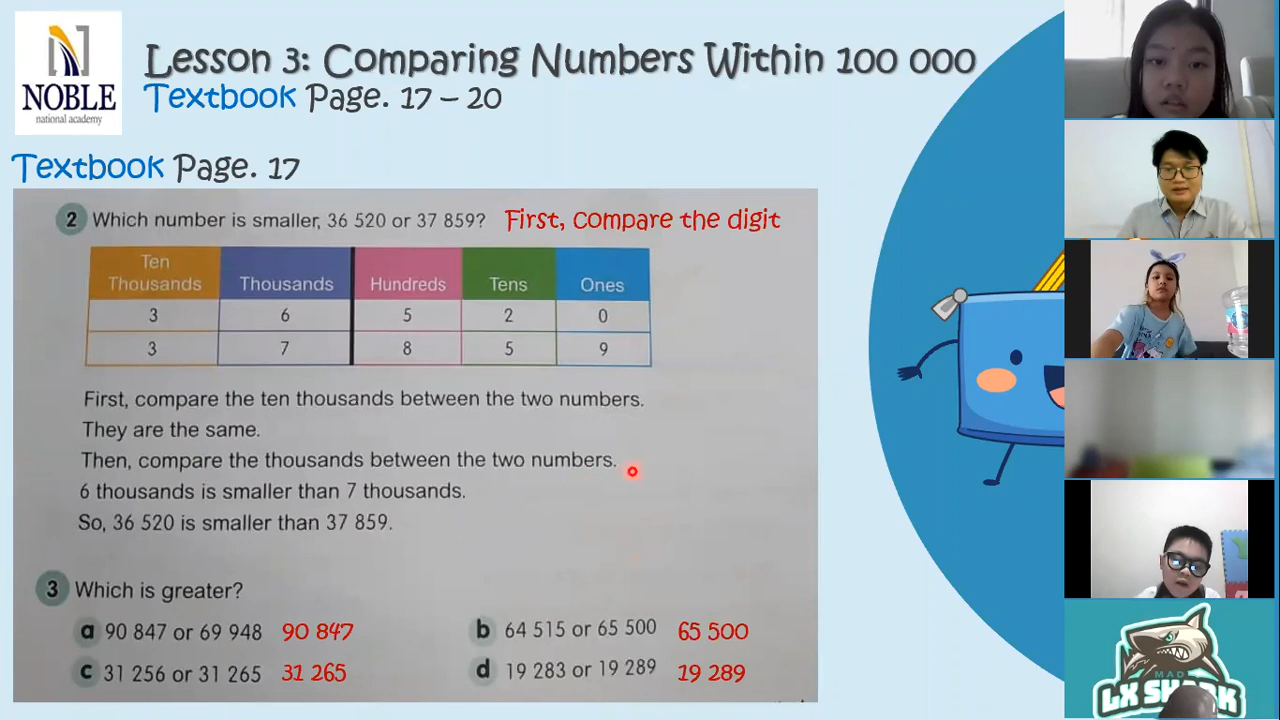 NOBLE
national academy
Lesson 3: Comparing Numbers Within 100 000
Textbook Page. 17 – 20
Textbook Page. 17
2 Which number is smaller, 36 520 or 37 859? First, compare the digit
Ten Thousands Thousands Hundreds Tens Ones
3 6 5 2 0
3 7 8 5 9
First, compare the ten thousands between the two numbers.
They are the same.
Then, compare the thousands between the two numbers.
6 thousands is smaller than 7 thousands.
So, 36 520 is smaller than 37 859.
3 Which is greater?
a 90 847 or 69 948 90 847 b 64 515 or 65 500 65 500
c 31 256 or 31 265 31 265 d 19 283 or 19 289 19 289
MAD
LX SHARK